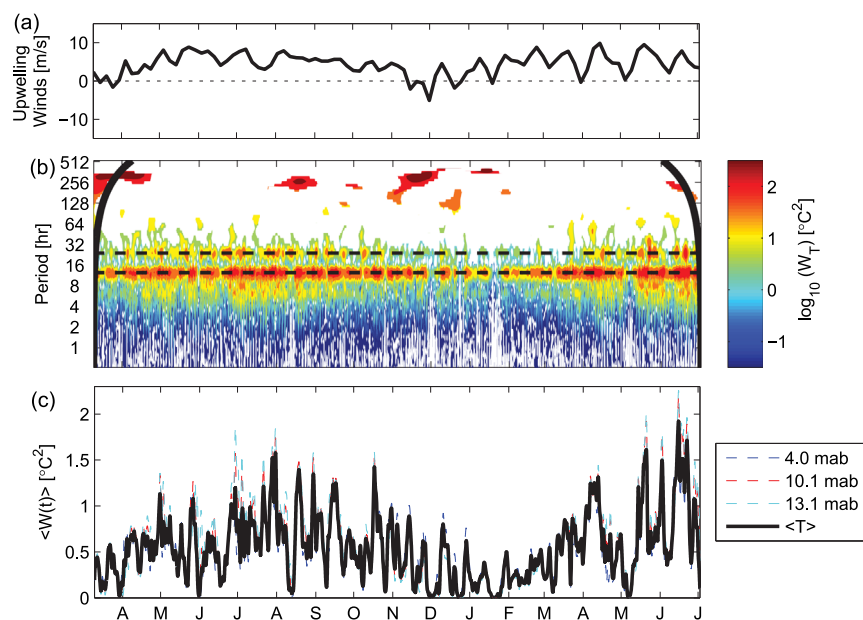 (a)
Upwelling
Winds [m/s]
10
0
−10
(b)
Period [hr]
512
256
128
64
32
16
8
4
2
1
2
1
0
−1
log10 (WT) [°C2]
(c)
<W(t)> [°C2]
2
1.5
1
0.5
0
A M J J A S O N D J F M A M J J
4.0 mab
10.1 mab
13.1 mab
<T>